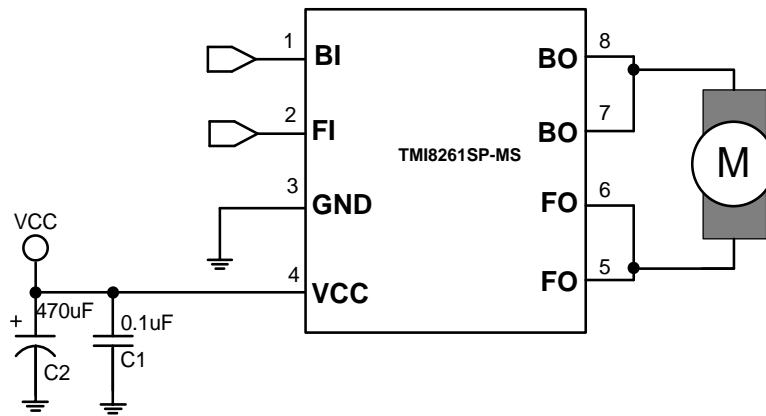 1
BI
BO
8
7
2
FI
BO
TMI8261SP-MS
M
3
GND
FO
6
VCC
4
VCC
FO
5
470uF
+
0.1uF
C2
C1